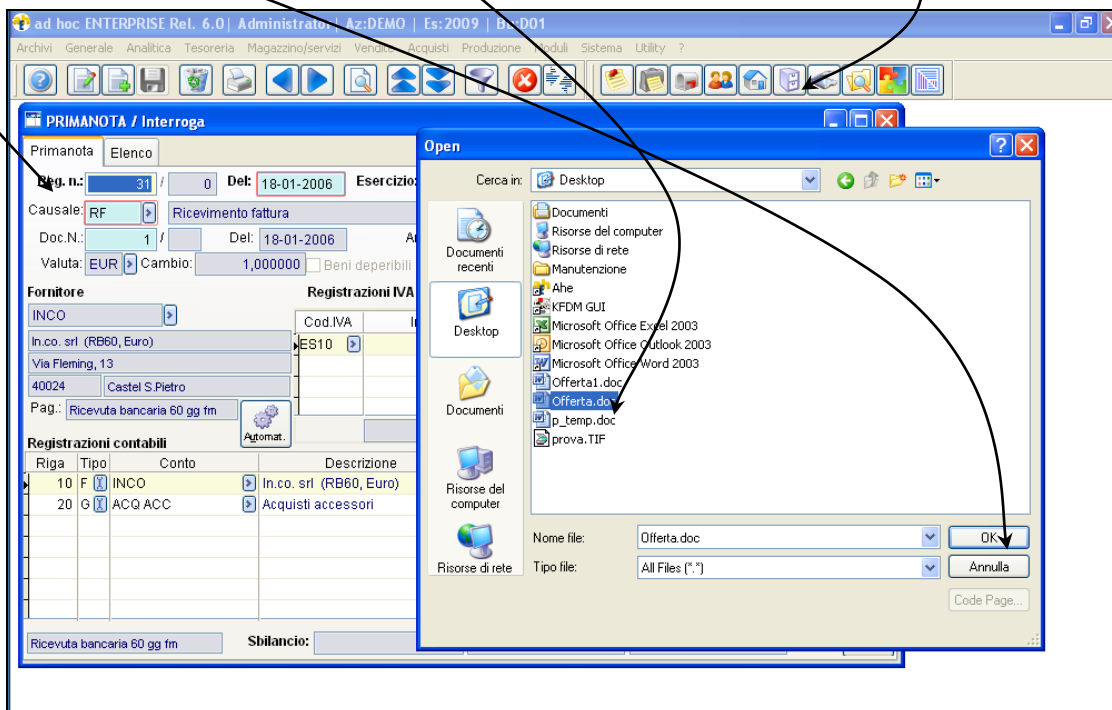 ad hoc ENTERPRISE Rel. 6.0| Administrator| Az:DEMO | Es:2009 | Bu:D01
Archivi Generale Analitica Tesoreria Magazzino/servizi Vendite Acquisti Produzione Moduli Sistema Utility ?
PRIMANOTA / Interroga
Primanota Elenco
Reg. n.: 31 / 0 Del: 18-01-2006 Esercizio:
Causale: RF Ricevimento fattura
Doc.N.: 1 / Del: 18-01-2006
Valuta: EUR Cambio: 1,000000 Beni deperibili
Fornitore Registrazioni IVA
INCO
Cod.IVA
In.co. srl (RB60, Euro) ES10
Via Fleming, 13
40024 Castel S.Pietro
Pag.: Ricevuta bancaria 60 gg fm
Automat.
Registrazioni contabili
Riga Tipo Conto Descrizione
10 F INCO In.co. srl (RB60, Euro)
20 G ACQ ACC Acquisti accessori
Ricevuta bancaria 60 gg fm Sbilancio:
Open
Cerca in: Desktop
Documenti recenti
Desktop
Documenti
Risorse del computer
Risorse di rete
Documenti
Risorse del computer
Risorse di rete
Manutenzione
Ahe
KFDM GUI
Microsoft Office Excel 2003
Microsoft Office Outlook 2003
Microsoft Office Word 2003
Offerta1.doc
Offerta.doc
p_temp.doc
prova.TIF
Nome file: Offerta.doc OK
Tipo file: All Files (*.*) Annulla
Code Page...